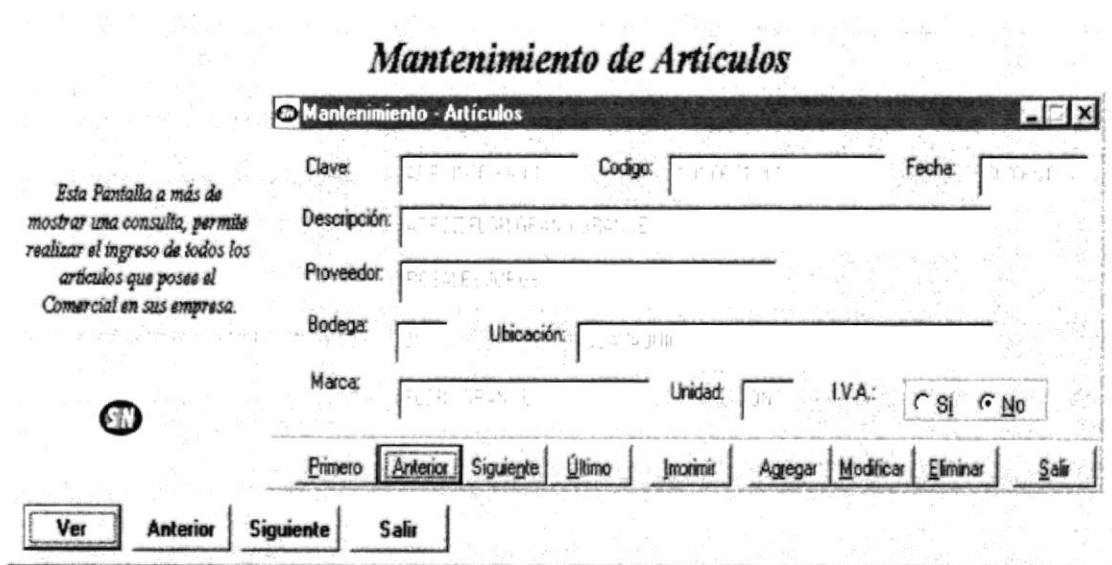 Mantenimiento de Artículos
Mantenimiento - Artículos
Esta Pantalla a más de
mostrar una consulta, permite
realizar el ingreso de todos los
artículos que posee el
Comercial en sus empresa.
SN
Clave: Codigo: Fecha:
Descripción:
Proveedor:
Bodega: Ubicación:
Marca: Unidad: I.V.A.: Sí No
Primero Anterior Siguiente Último Imprimir Agregar Modificar Eliminar Salir
Ver Anterior Siguiente Salir